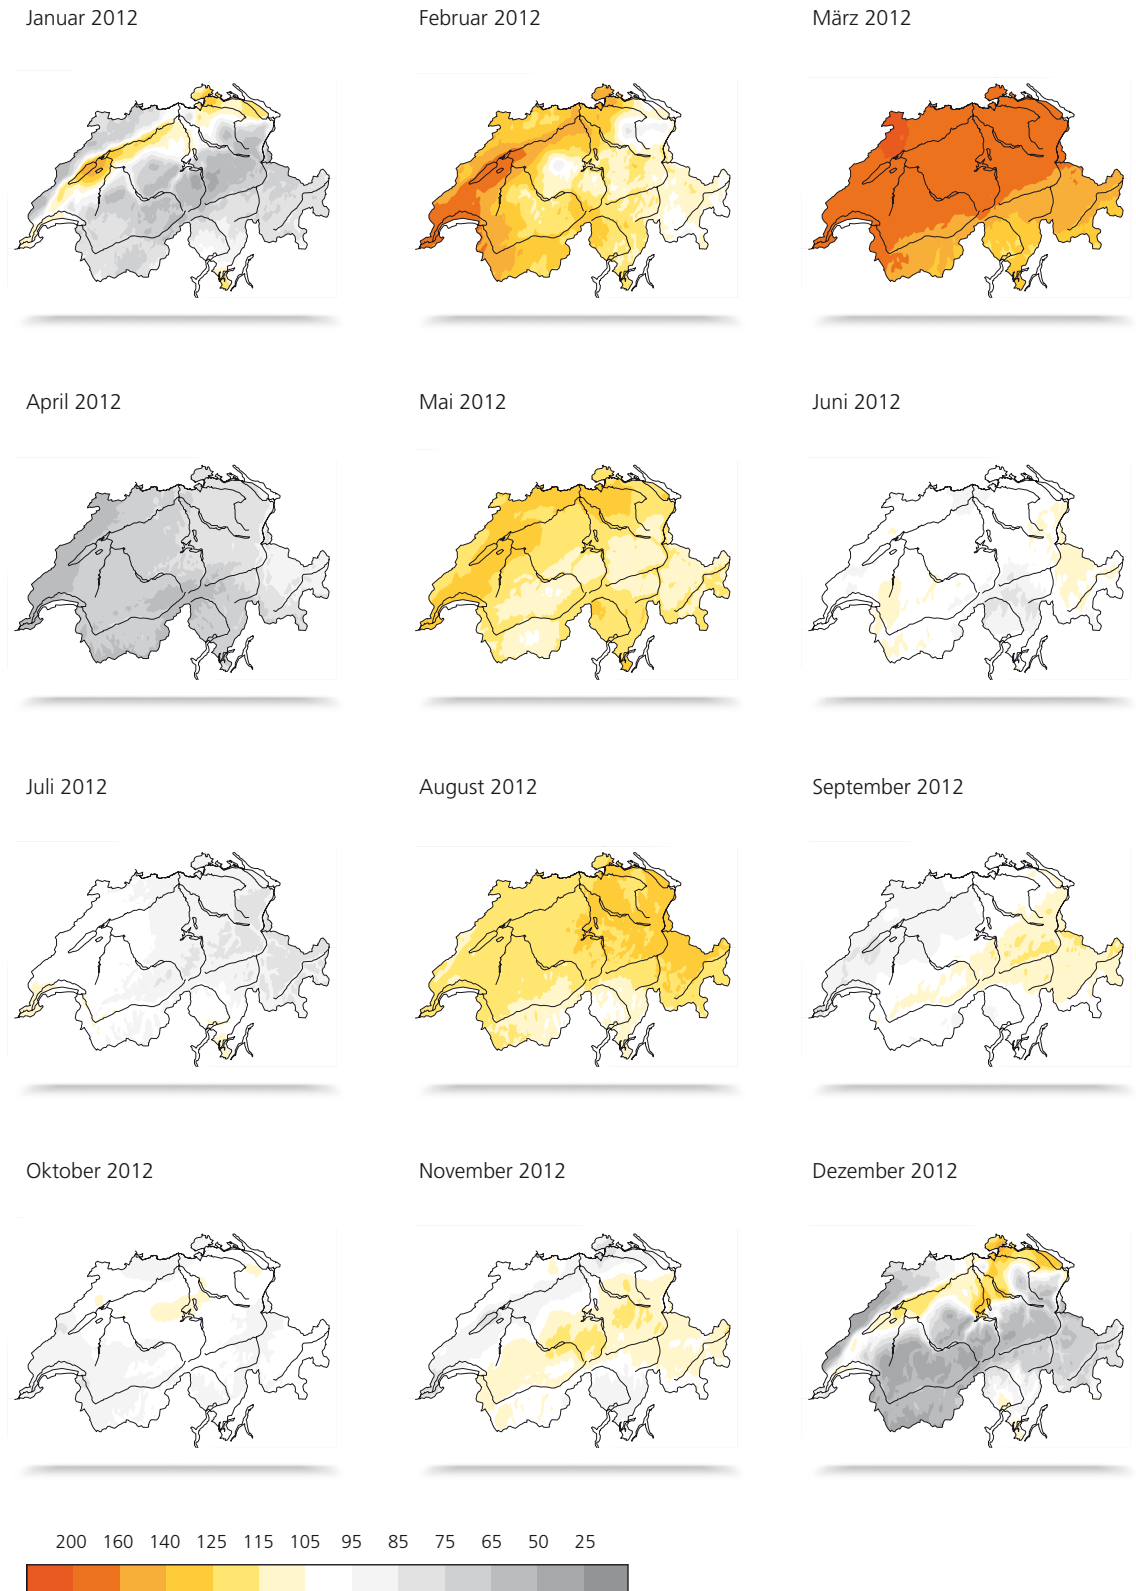 Januar 2012
Februar 2012
März 2012
April 2012
Mai 2012
Juni 2012
Juli 2012
August 2012
September 2012
Oktober 2012
November 2012
Dezember 2012
200 160 140 125 115 105 95 85 75 65 50 25